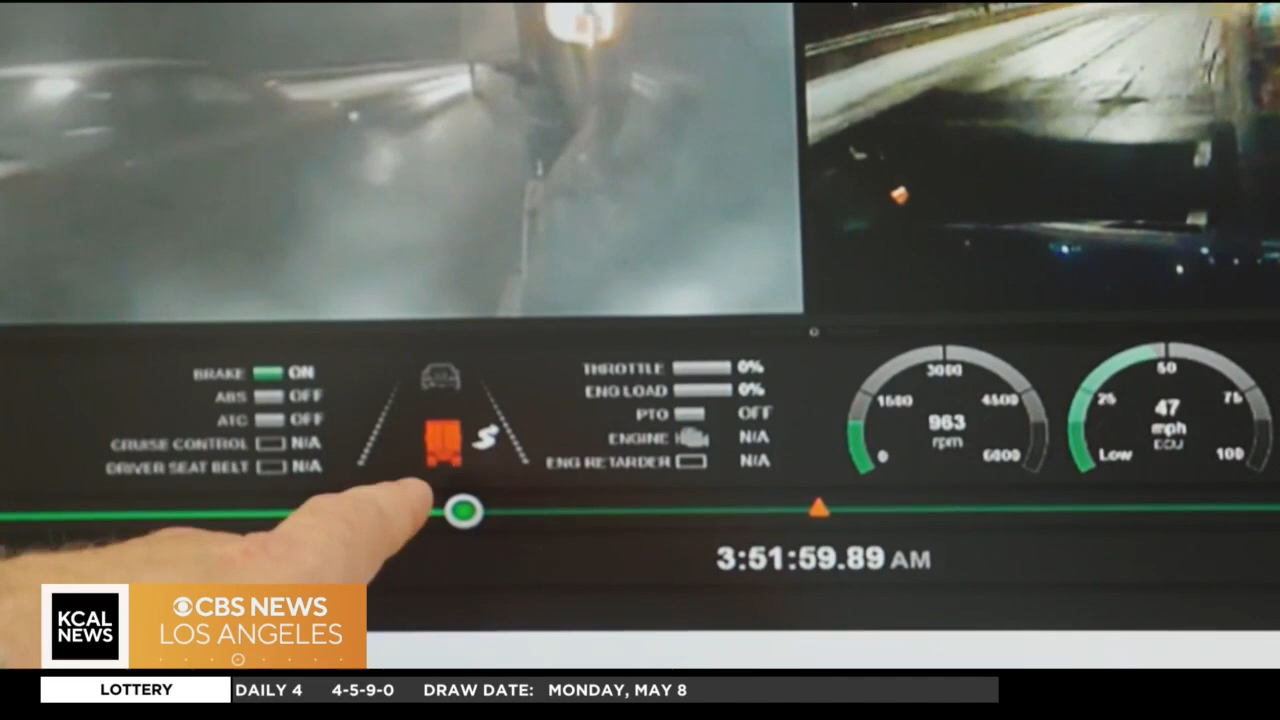 BRAKE ON
ABS OFF
ATC OFF
CRUISE CONTROL N/A
DRIVER SEAT BELT N/A
THROTTLE 0%
ENG LOAD 0%
PTO OFF
ENGINE N/A
ENG RETARDER N/A
3000
1500 4500
963
rpm
0 6000
50
25 75
47
mph
ECU
Low 100
3:51:59.89 AM
KCAL
NEWS
CBS NEWS
LOS ANGELES
LOTTERY DAILY 4 4-5-9-0 DRAW DATE: MONDAY, MAY 8